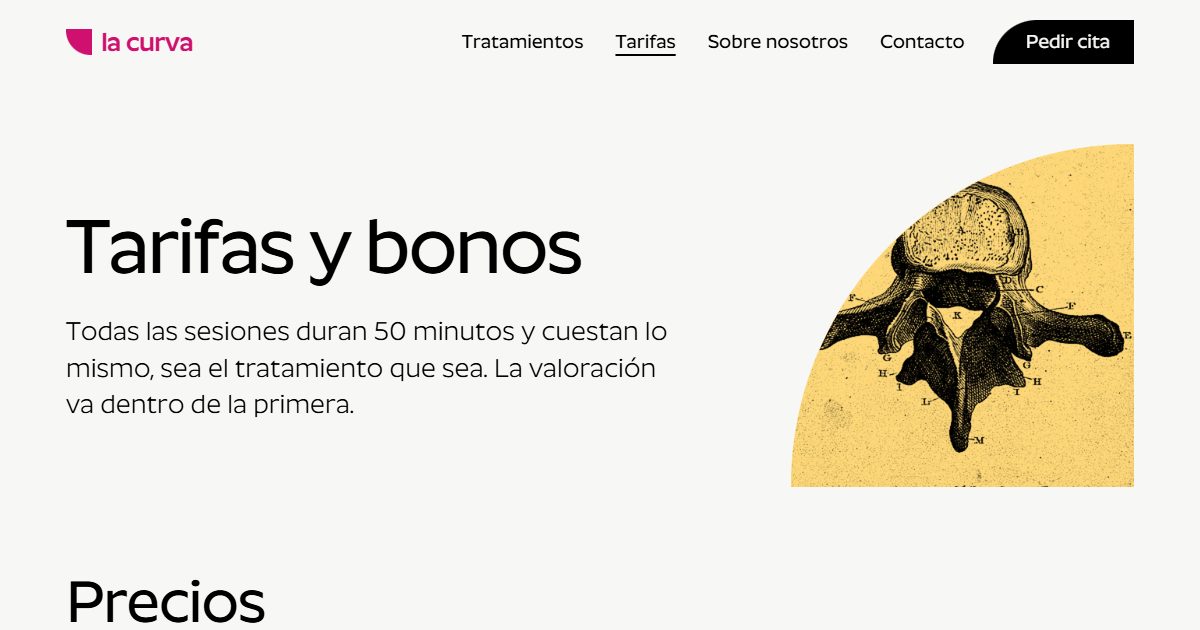 la curva
Tratamientos
Tarifas
Sobre nosotros
Contacto
Pedir cita
Tarifas y bonos
Todas las sesiones duran 50 minutos y cuestan lo
mismo, sea el tratamiento que sea. La valoración
va dentro de la primera.
D
C
F
F
K
E
G
G
H
H
I
I
L
M
Precios